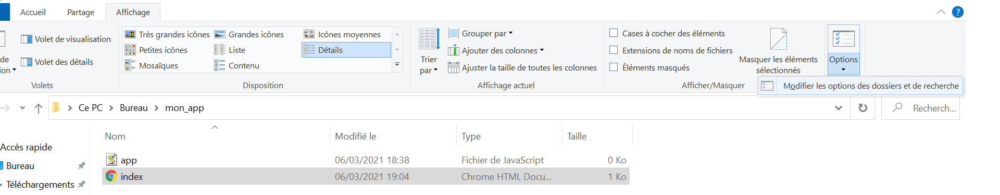 Accueil Partage Affichage
?
Volet de visualisation
Volet des détails
de
ion
Volets
Très grandes icônes Grandes icônes Icônes moyennes
Petites icônes Liste Détails
Mosaïques Contenu
Disposition
Trier
par
Grouper par
Ajouter des colonnes
Ajuster la taille de toutes les colonnes
Affichage actuel
Cases à cocher des éléments
Extensions de noms de fichiers
Éléments masqués
Masquer les éléments
sélectionnés
Afficher/Masquer
Options
Modifier les options des dossiers et de recherche
Ce PC Bureau mon_app
Recherch...
Nom Modifié le Type Taille
Accès rapide
Bureau
Téléchargements
app 06/03/2021 18:38 Fichier de JavaScript 0 Ko
index 06/03/2021 19:04 Chrome HTML Docu... 1 Ko